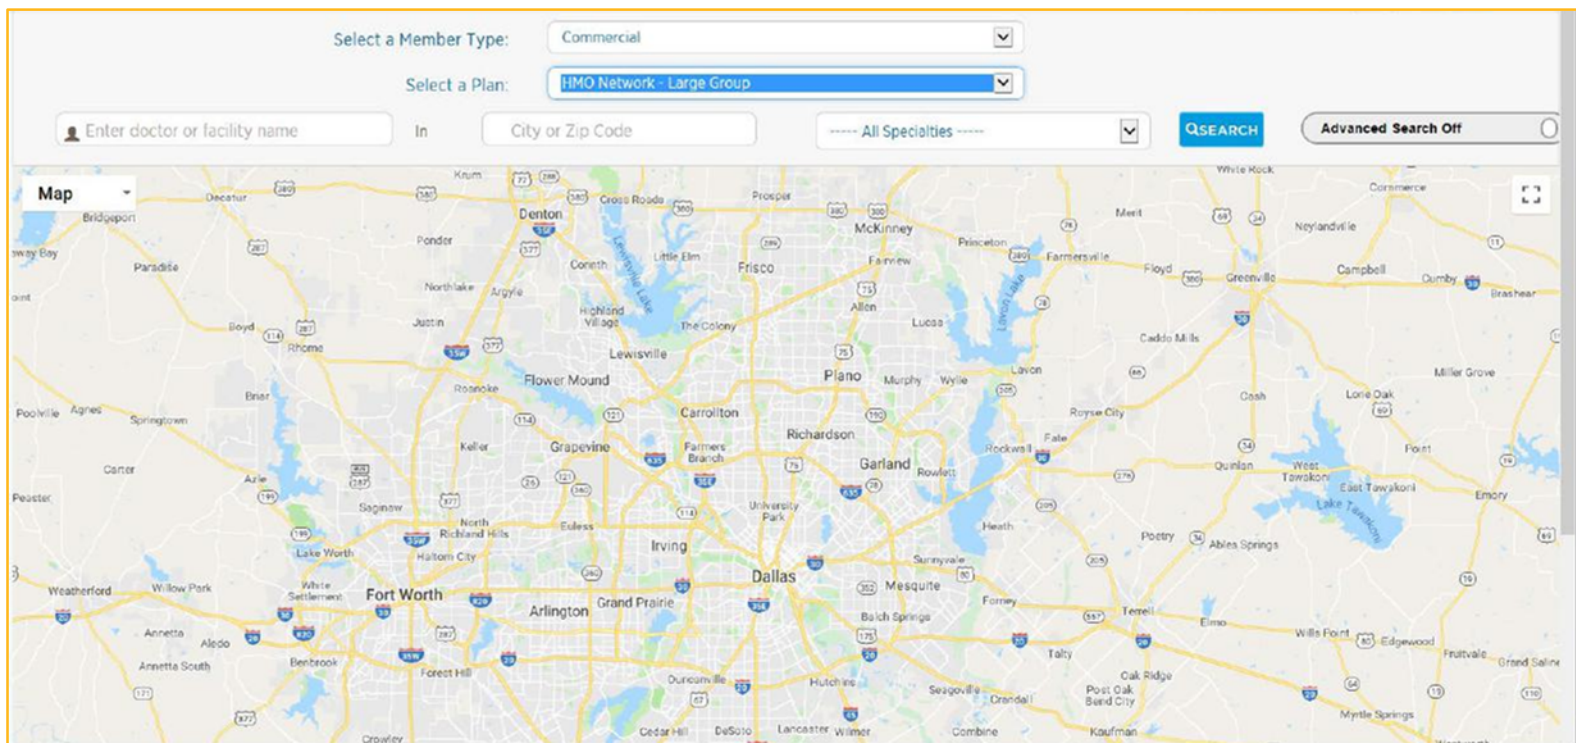 Select a Member Type: Commercial
Select a Plan: HMO Network - Large Group
Enter doctor or facility name In City or Zip Code ----- All Specialties ----- SEARCH Advanced Search Off
Map
Krum
Decatur
Cross Roads
Prosper
White Rock
Commerce
Bridgeport
Denton
McKinney
Merit
Neylandville
Ponder
Princeton
Paradise
Corinth
Little Elm
Frisco
Fairview
Farmersville
Floyd
Greenville
Campbell
Cumby
Brashear
Northlake
Argyle
Lewisville Lake
Lavon Lake
Highland Village
Allen
Boyd
Justin
The Colony
Lucas
Caddo Mills
Rhome
Lewisville
Plano
Murphy
Wylie
Lavon
Miller Grove
Flower Mound
Roanoke
Briar
Cash
Lone Oak
Poolville
Agnes
Springtown
Carrollton
Royse City
Richardson
Keller
Grapevine
Farmers Branch
Rockwall
Fate
Point
Carter
Azle
Garland
Rowlett
Quinlan
West Tawakoni
East Tawakoni
Emory
Peaster
Saginaw
University Park
Lake Tawakoni
North Richland Hills
Euless
Heath
Lake Worth
Haltom City
Irving
Poetry
Ables Springs
Sunnyvale
Weatherford
Willow Park
White Settlement
Fort Worth
Dallas
Mesquite
Arlington
Grand Prairie
Forney
Terrell
Elmo
Balch Springs
Annetta
Aledo
Wills Point
Edgewood
Fruitvale
Grand Saline
Annetta South
Benbrook
Forest Hill
Talty
Duncanville
Hutchins
Seagoville
Crandall
Oak Ridge
Post Oak Bend City
Myrtle Springs
Crowley
Cedar Hill
DeSoto
Lancaster
Wilmer
Combine
Kaufman